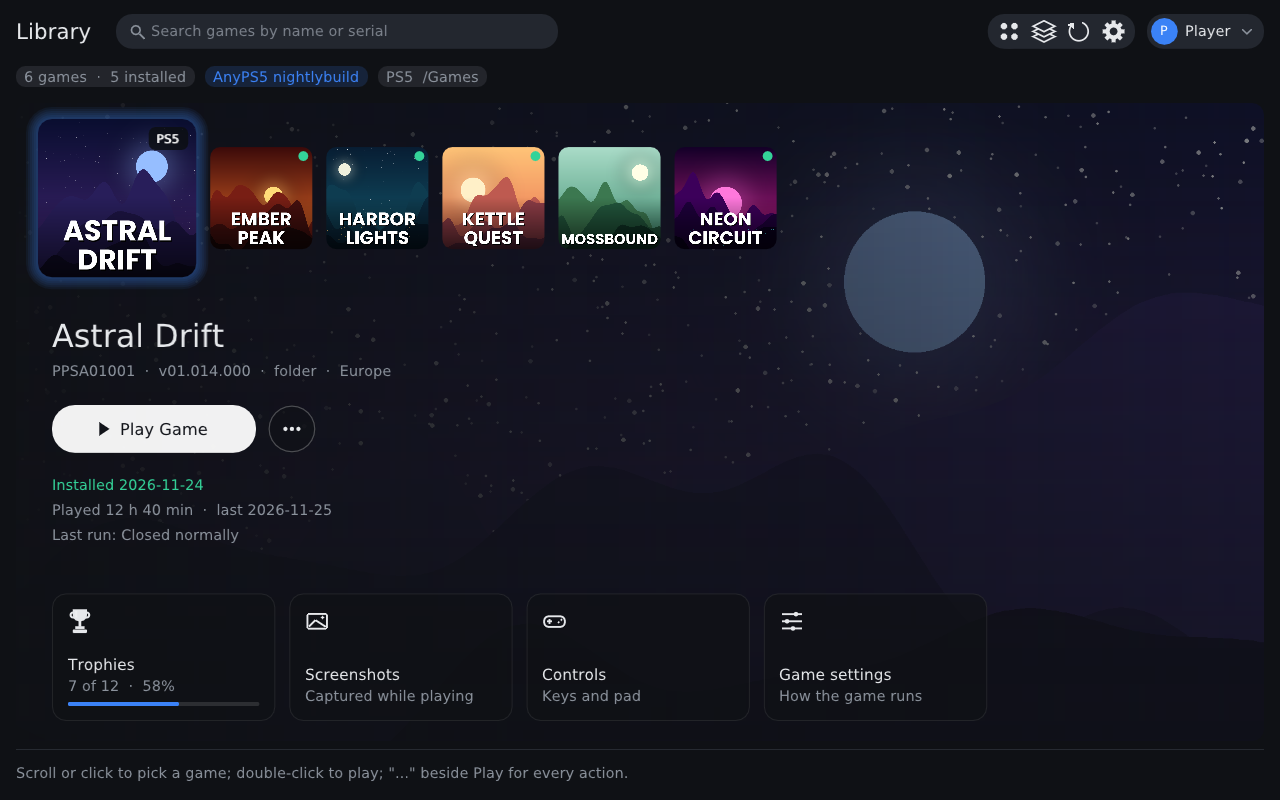 Library
Search games by name or serial
P Player
6 games · 5 installed
AnyPS5 nightlybuild
PS5 /Games
PS5
ASTRAL
DRIFT
EMBER
PEAK
HARBOR
LIGHTS
KETTLE
QUEST
MOSSBOUND
NEON
CIRCUIT
Astral Drift
PPSA01001 · v01.014.000 · folder · Europe
Play Game
Installed 2026-11-24
Played 12 h 40 min · last 2026-11-25
Last run: Closed normally
Trophies
7 of 12 · 58%
Screenshots
Captured while playing
Controls
Keys and pad
Game settings
How the game runs
Scroll or click to pick a game; double-click to play; "..." beside Play for every action.